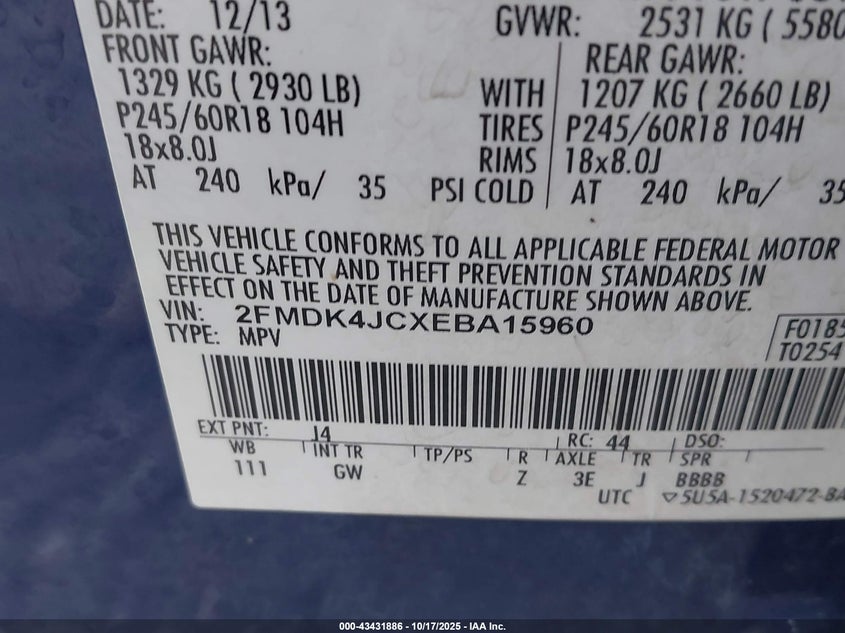 DATE: 12/13
GVWR: 2531 KG ( 5580
FRONT GAWR:
REAR GAWR:
1329 KG ( 2930 LB) WITH 1207 KG ( 2660 LB)
P245/60R18 104H TIRES P245/60R18 104H
18x8.0J RIMS 18x8.0J
AT 240 kPa/ 35 PSI COLD AT 240 kPa/ 35
THIS VEHICLE CONFORMS TO ALL APPLICABLE FEDERAL MOTOR
VEHICLE SAFETY AND THEFT PREVENTION STANDARDS IN
EFFECT ON THE DATE OF MANUFACTURE SHOWN ABOVE.
VIN: 2FMDK4JCXEBA15960
TYPE: MPV
F0185
T0254
EXT PNT: J4 RC: 44 DSO:
WB INT TR TP/PS R AXLE TR SPR
111 GW Z 3E J BBBB
UTC ▽5U5A-1520472-BA
000-43431886 - 10/17/2025 - IAA Inc.